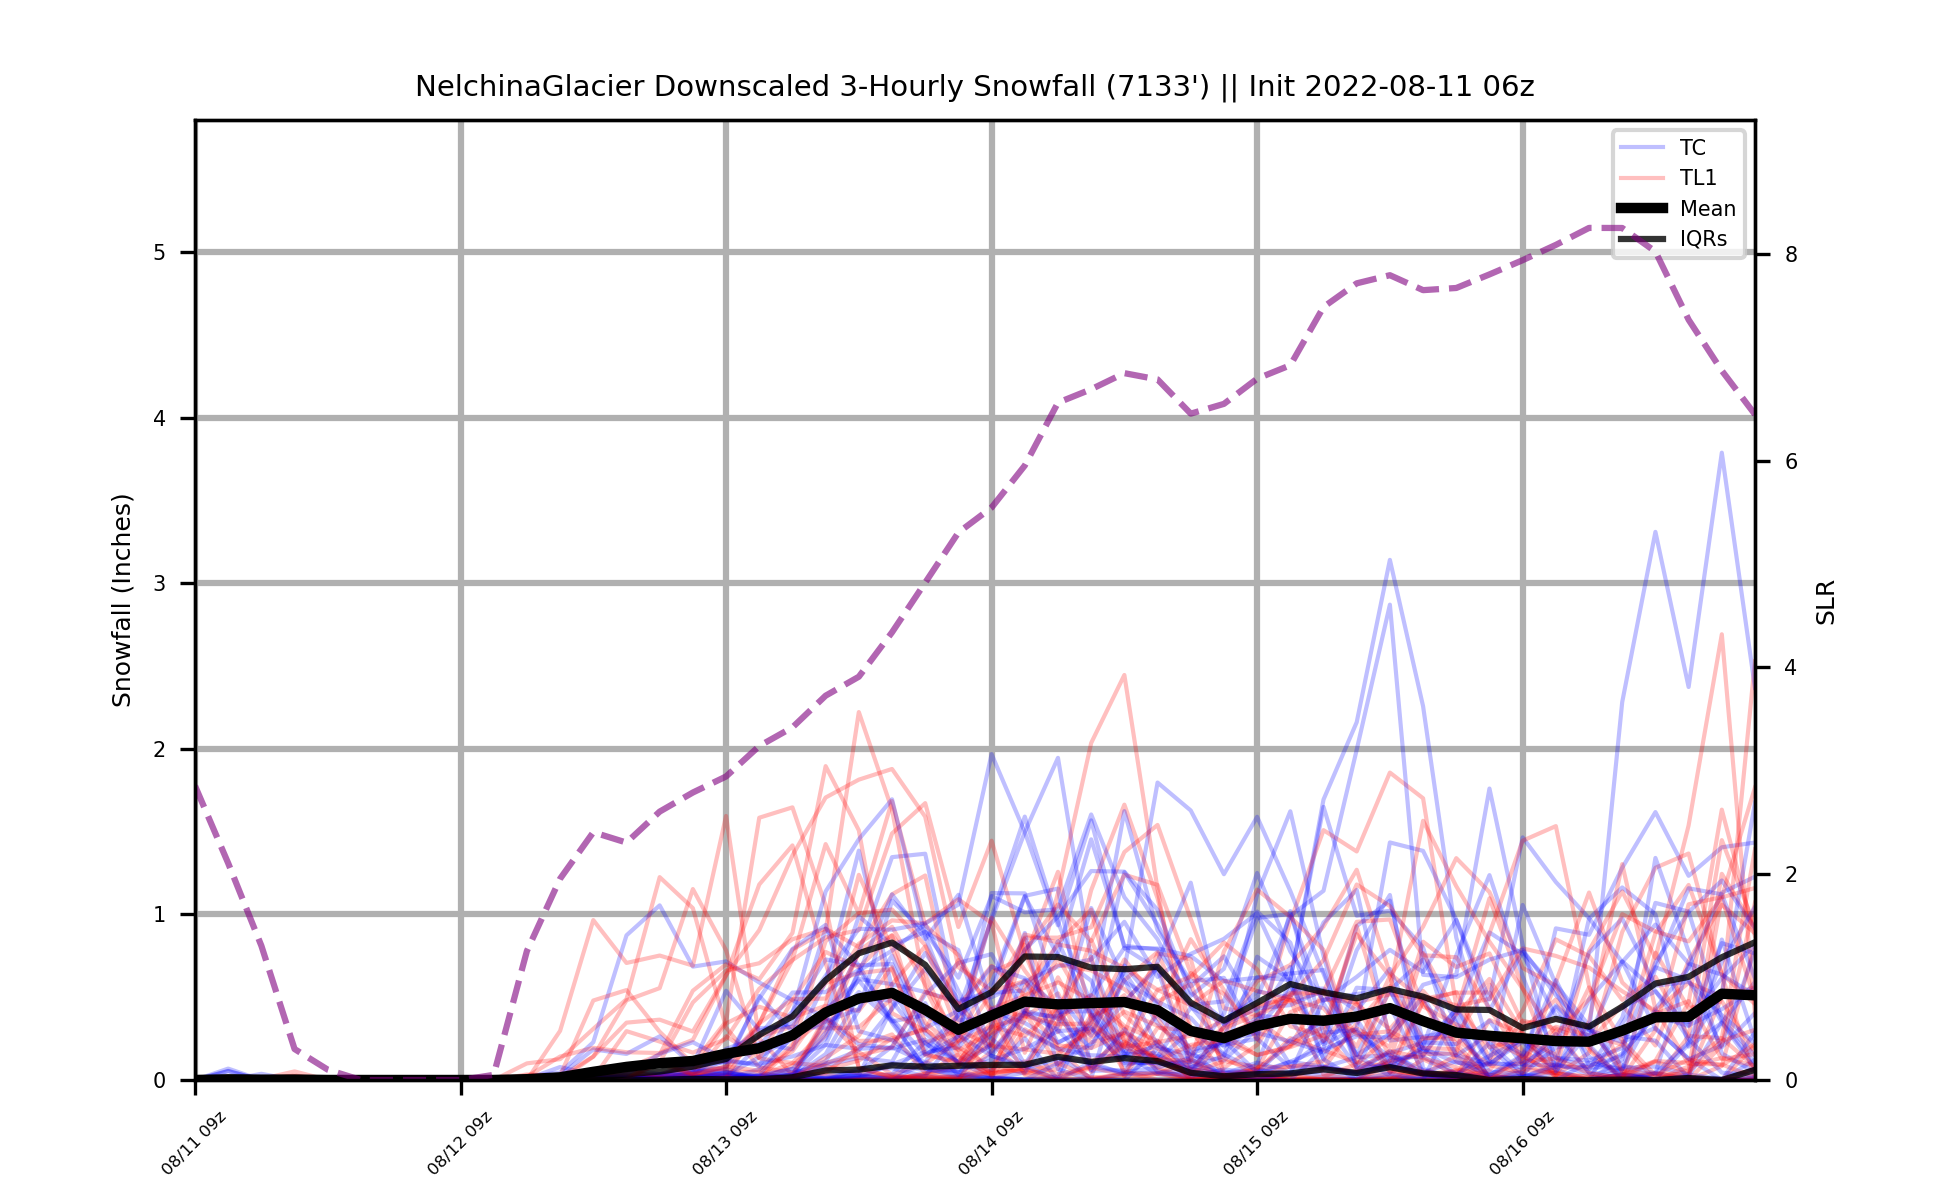 NelchinaGlacier Downscaled 3-Hourly Snowfall (7133') || Init 2022-08-11 06z
TC
TL1
Mean
IQRs
Snowfall (Inches)
5
4
3
2
1
0
SLR
8
6
4
2
0
08/11 09z
08/12 09z
08/13 09z
08/14 09z
08/15 09z
08/16 09z